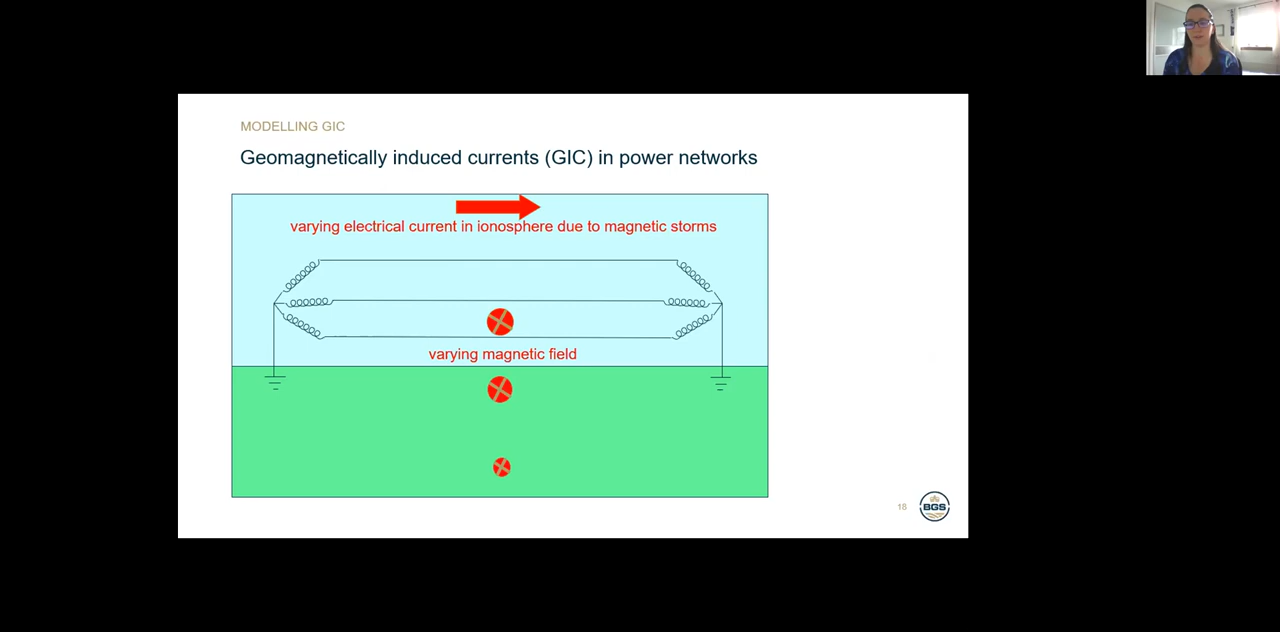 MODELLING GIC
Geomagnetically induced currents (GIC) in power networks
varying electrical current in ionosphere due to magnetic storms
varying magnetic field
18
BGS